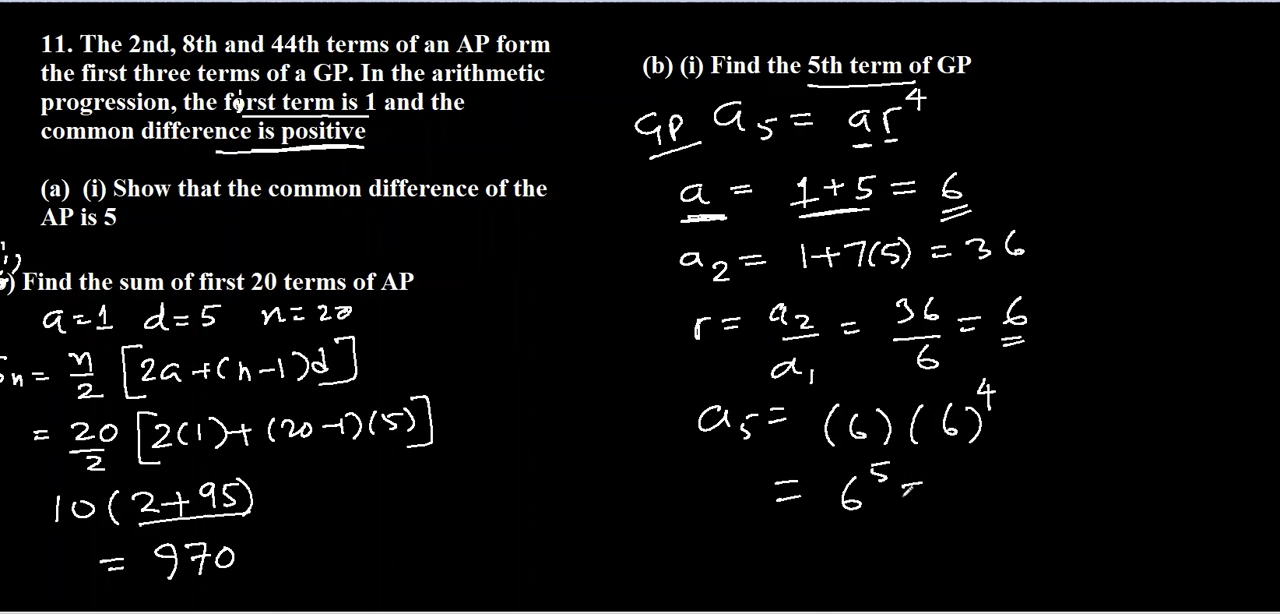 11. The 2nd, 8th and 44th terms of an AP form
the first three terms of a GP. In the arithmetic
progression, the first term is 1 and the
common difference is positive
(a) (i) Show that the common difference of the
AP is 5
Find the sum of first 20 terms of AP
a=1 d=5 n=20
Sn = n/2 [2a+(n-1)d]
= 20/2 [2(1)+(20-1)(5)]
10(2+95)
= 970
(b) (i) Find the 5th term of GP
GP a5 = ar^4
a = 1+5 = 6
a2 = 1+7(5) = 36
r = a2/a1 = 36/6 = 6
a5 = (6)(6)^4
= 6^5